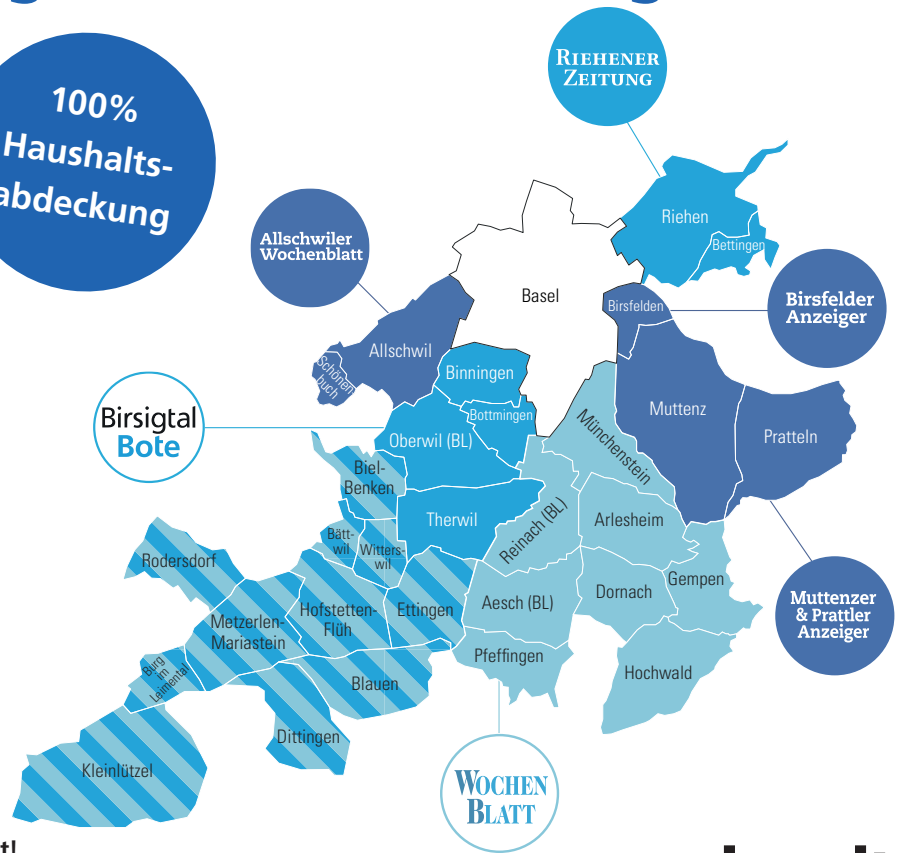 RIEHENER
ZEITUNG
100%
Haushalts-
abdeckung
Riehen
Bettingen
Allschwiler
Wochenblatt
Basel
Birsfelden
Birsfelder
Anzeiger
Allschwil
Schönen
buch
Binningen
Bottmingen
Muttenz
Pratteln
Birsigtal
Bote
Oberwil (BL)
Münchenstein
Biel-
Benken
Therwil
Reinach (BL)
Arlesheim
Bätt-
wil
Witters-
wil
Rodersdorf
Gempen
Metzerlen-
Mariastein
Hofstetten-
Flüh
Ettingen
Aesch (BL)
Dornach
Muttenzer
& Prattler
Anzeiger
Burg
im
Leimental
Blauen
Pfeffingen
Hochwald
Dittingen
Kleinlützel
WOCHEN
BLATT
t!